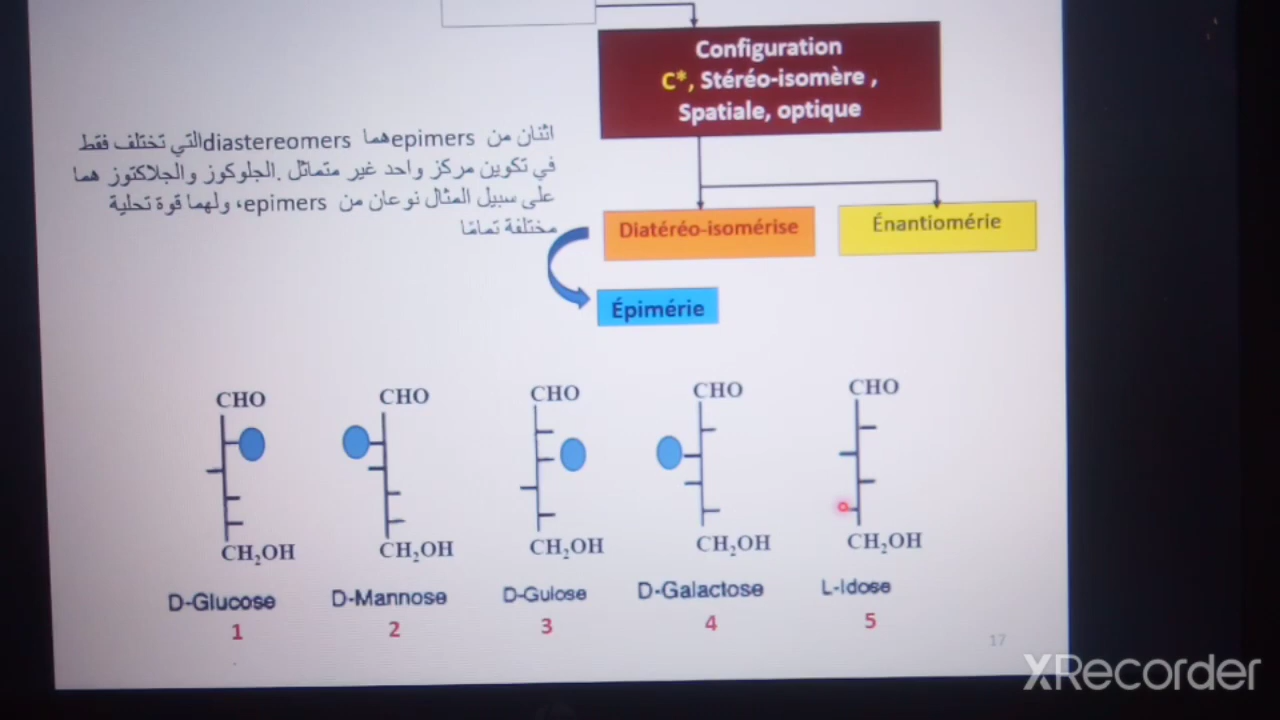 Configuration
C*, Stéréo-isomère ,
Spatiale, optique
اثنان من epimers هما diastereomers التي تختلف فقط
في تكوين مركز واحد غير متماثل .الجلوكوز والجلاكتوز هما
على سبيل المثال نوعان من epimers، ولهما قوة تحلية
مختلفة تمامًا
Diatéréo-isomérise
Énantiomérie
Épimérie
CHO CHO CHO CHO CHO
CH₂OH CH₂OH CH₂OH CH₂OH CH₂OH
D-Glucose D-Mannose D-Gulose D-Galactose L-Idose
1 2 3 4 5
17
XRecorder